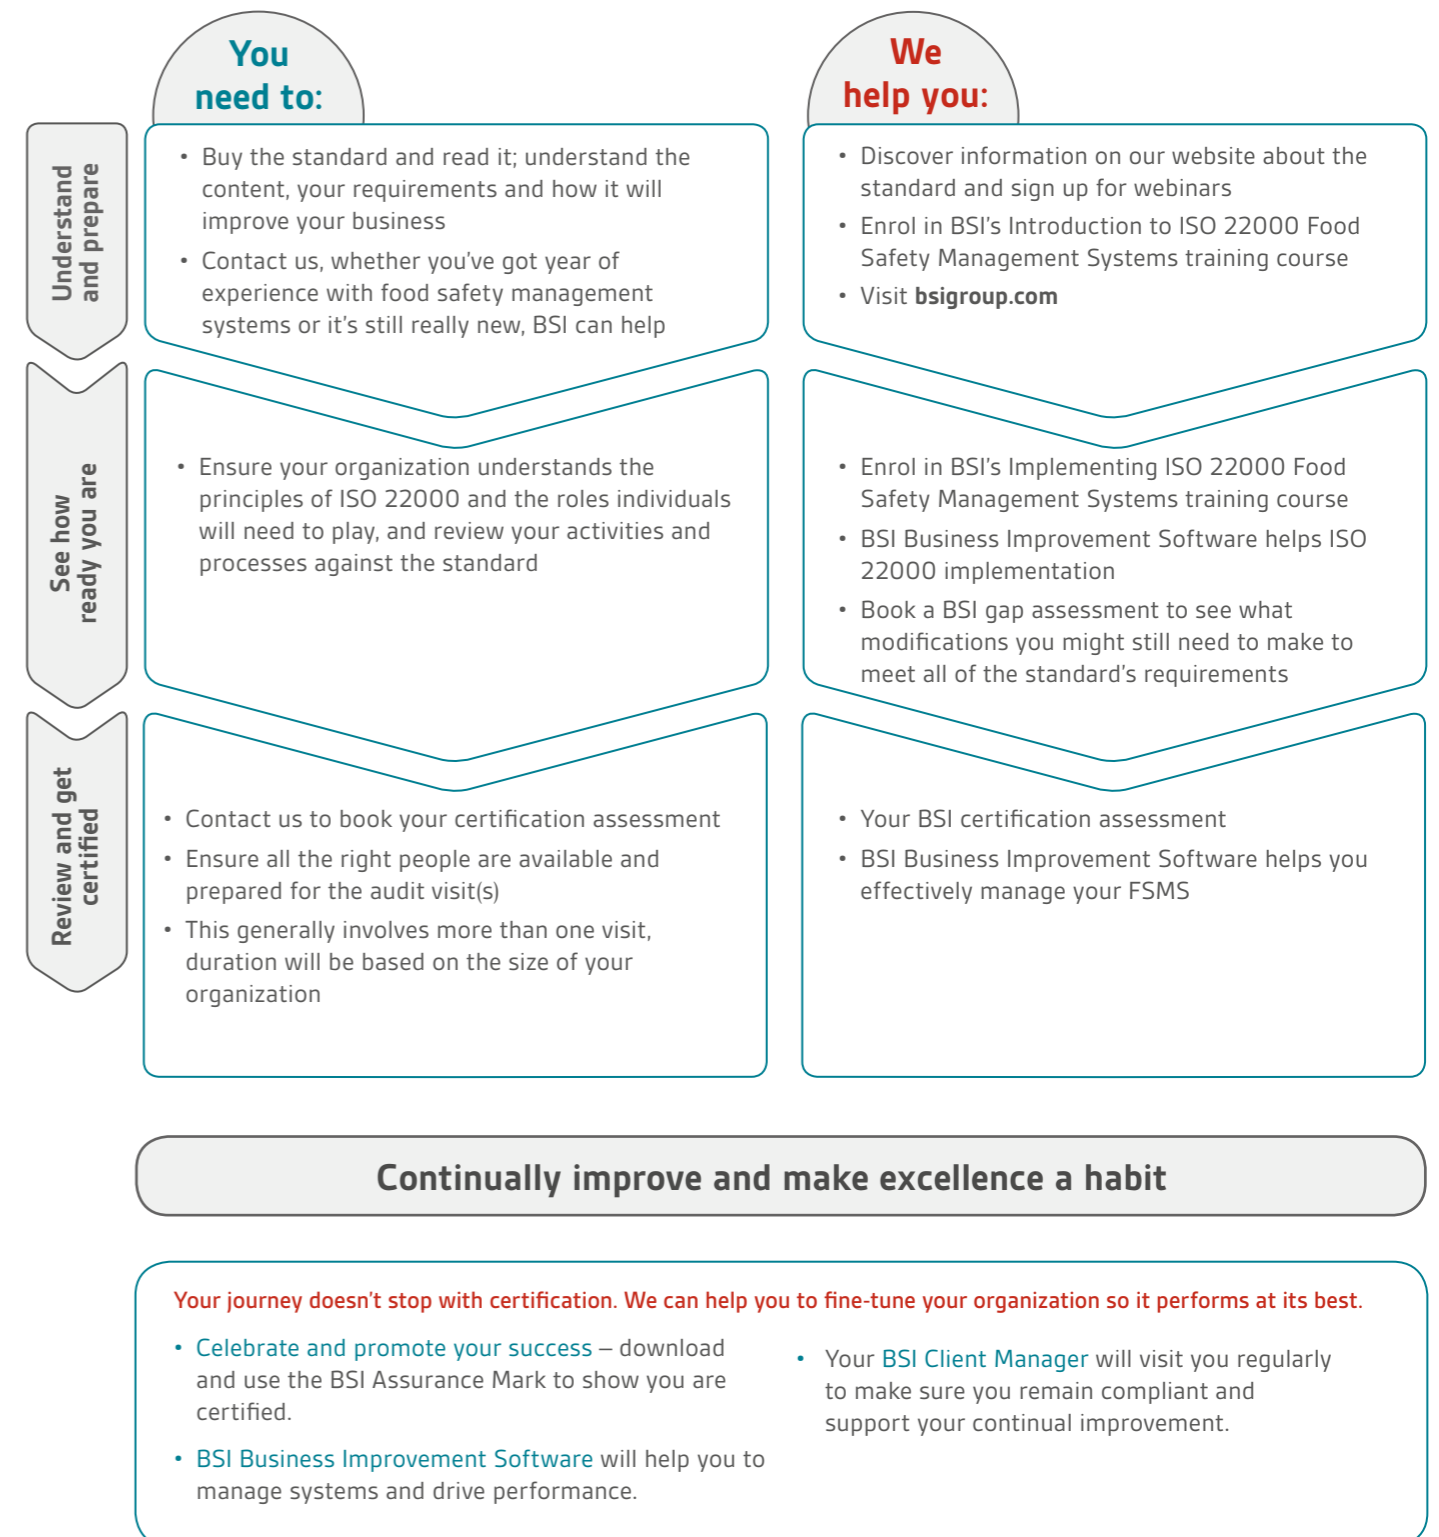 You
need to:
We
help you:
Understand
and prepare
• Buy the standard and read it; understand the
content, your requirements and how it will
improve your business
• Contact us, whether you've got year of
experience with food safety management
systems or it's still really new, BSI can help
• Discover information on our website about the
standard and sign up for webinars
• Enrol in BSI's Introduction to ISO 22000 Food
Safety Management Systems training course
• Visit bsigroup.com
See how
ready you are
• Ensure your organization understands the
principles of ISO 22000 and the roles individuals
will need to play, and review your activities and
processes against the standard
• Enrol in BSI's Implementing ISO 22000 Food
Safety Management Systems training course
• BSI Business Improvement Software helps ISO
22000 implementation
• Book a BSI gap assessment to see what
modifications you might still need to make to
meet all of the standard's requirements
Review and get
certified
• Contact us to book your certification assessment
• Ensure all the right people are available and
prepared for the audit visit(s)
• This generally involves more than one visit,
duration will be based on the size of your
organization
• Your BSI certification assessment
• BSI Business Improvement Software helps you
effectively manage your FSMS
Continually improve and make excellence a habit
Your journey doesn't stop with certification. We can help you to fine-tune your organization so it performs at its best.
• Celebrate and promote your success – download
and use the BSI Assurance Mark to show you are
certified.
• BSI Business Improvement Software will help you to
manage systems and drive performance.
• Your BSI Client Manager will visit you regularly
to make sure you remain compliant and
support your continual improvement.